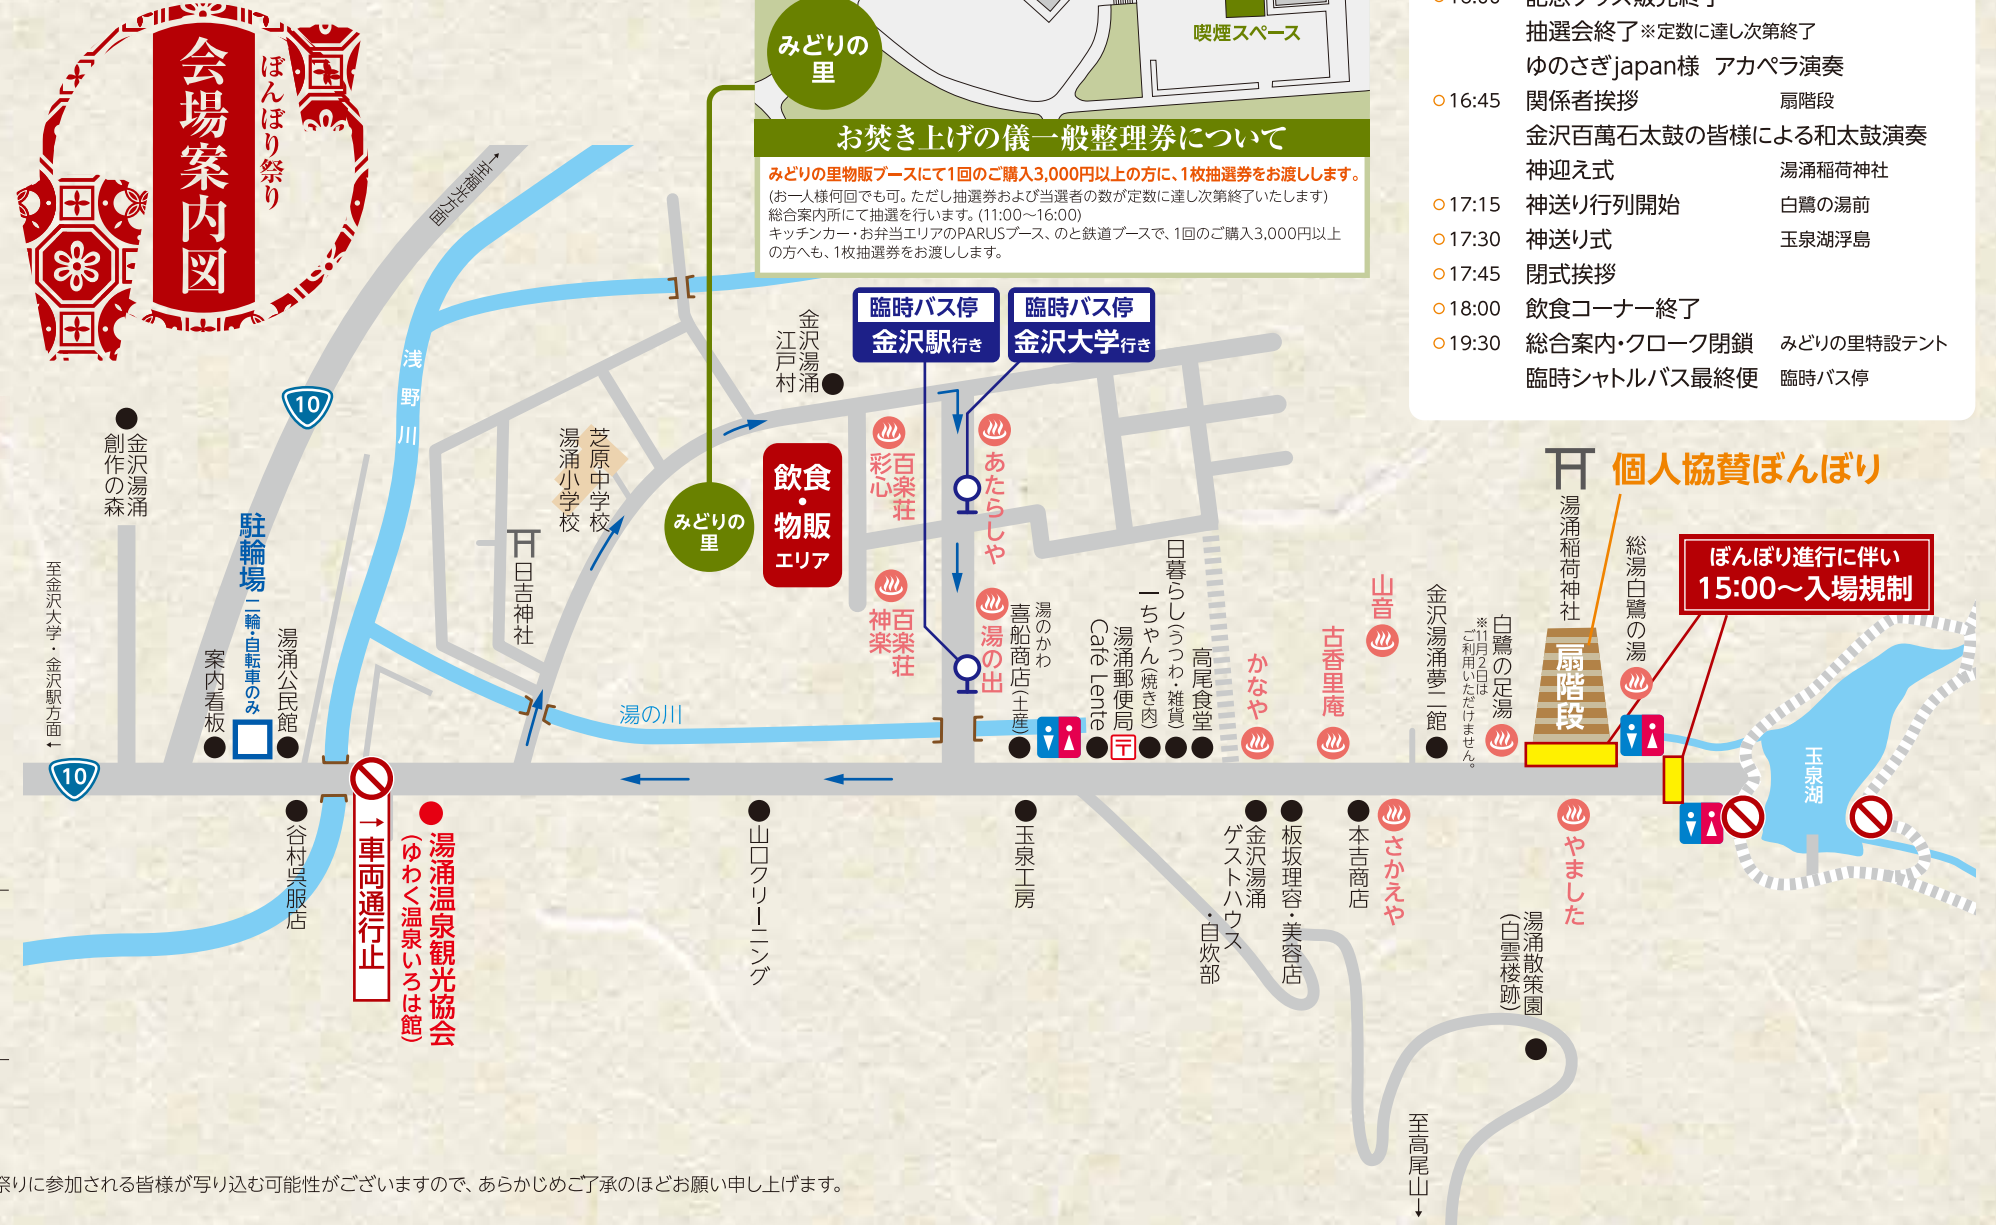 会場案内図
ぼんぼり祭り
みどりの
里
喫煙スペース
お焚き上げの儀一般整理券について
みどりの里物販ブースにて1回のご購入3,000円以上の方に、1枚抽選券をお渡しします。
(お一人様何回でも可。ただし抽選券および当選者の数が定数に達し次第終了いたします)
総合案内所にて抽選を行います。(11:00〜16:00)
キッチンカー・お弁当エリアのPARUSブース、のと鉄道ブースで、1回のご購入3,000円以上
の方へも、1枚抽選券をお渡しします。
抽選会終了※定数に達し次第終了
ゆのさぎjapan様 アカペラ演奏
16:45 関係者挨拶 扇階段
金沢百萬石太鼓の皆様による和太鼓演奏
神迎え式 湯涌稲荷神社
17:15 神送り行列開始 白鷺の湯前
17:30 神送り式 玉泉湖浮島
17:45 閉式挨拶
18:00 飲食コーナー終了
19:30 総合案内・クローク閉鎖 みどりの里特設テント
臨時シャトルバス最終便 臨時バス停
←至福光方面
浅野川
10
金沢湯涌
創作の森
至金沢大学・金沢駅方面←
10
駐輪場
二輪・自転車のみ
案内看板
湯涌公民館
芝原中学校
湯涌小学校
日吉神社
みどりの
里
飲食
・
物販
エリア
金沢湯涌
江戸村
臨時バス停
金沢駅行き
臨時バス停
金沢大学行き
百楽荘
彩心
あたらしや
百楽荘
神楽
湯の出
湯の川
湯のかわ
喜船商店(土産)
Café Lente
湯涌郵便局
一ちゃん(焼き肉)
日暮らし(うつわ・雑貨)
高尾食堂
かなや
古香里庵
山音
金沢湯涌夢二館
白鷺の足湯
※11月2日は
ご利用いただけません。
湯涌稲荷神社
個人協賛ぼんぼり
扇階段
総湯白鷺の湯
ぼんぼり進行に伴い
15:00〜入場規制
玉泉湖
谷村呉服店
→車両通行止
湯涌温泉観光協会
(ゆわく温泉いろは館)
山口クリーニング
玉泉工房
金沢湯涌
ゲストハウス
・自炊部
板坂理容・美容店
本吉商店
さかえや
やました
湯涌散策園
(白雲楼跡)
至高尾山→
祭りに参加される皆様が写り込む可能性がございますので、あらかじめご了承のほどお願い申し上げます。